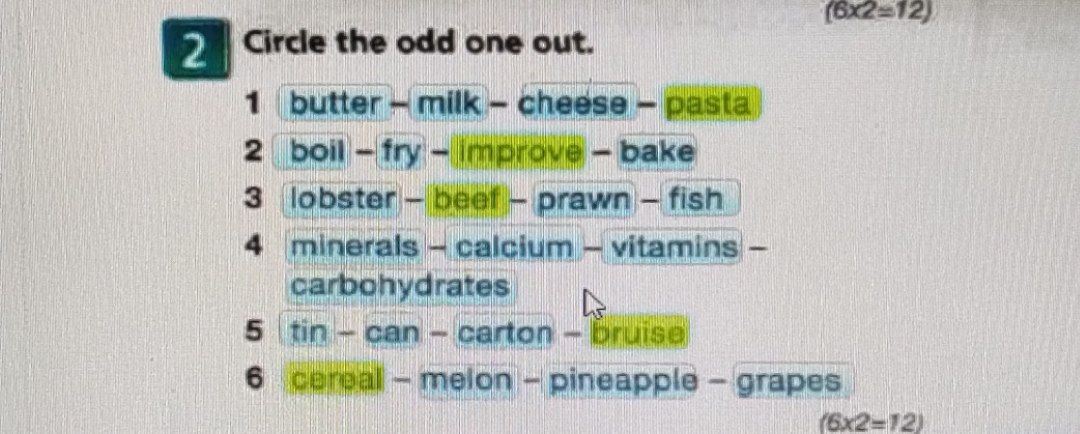 (6x2=12)
2 Circle the odd one out.
1 butter – milk – cheese – pasta
2 boil – fry – improve – bake
3 lobster – beef – prawn – fish
4 minerals – calcium – vitamins –
carbohydrates
5 tin – can – carton – bruise
6 cereal – melon – pineapple – grapes
(6x2=12)